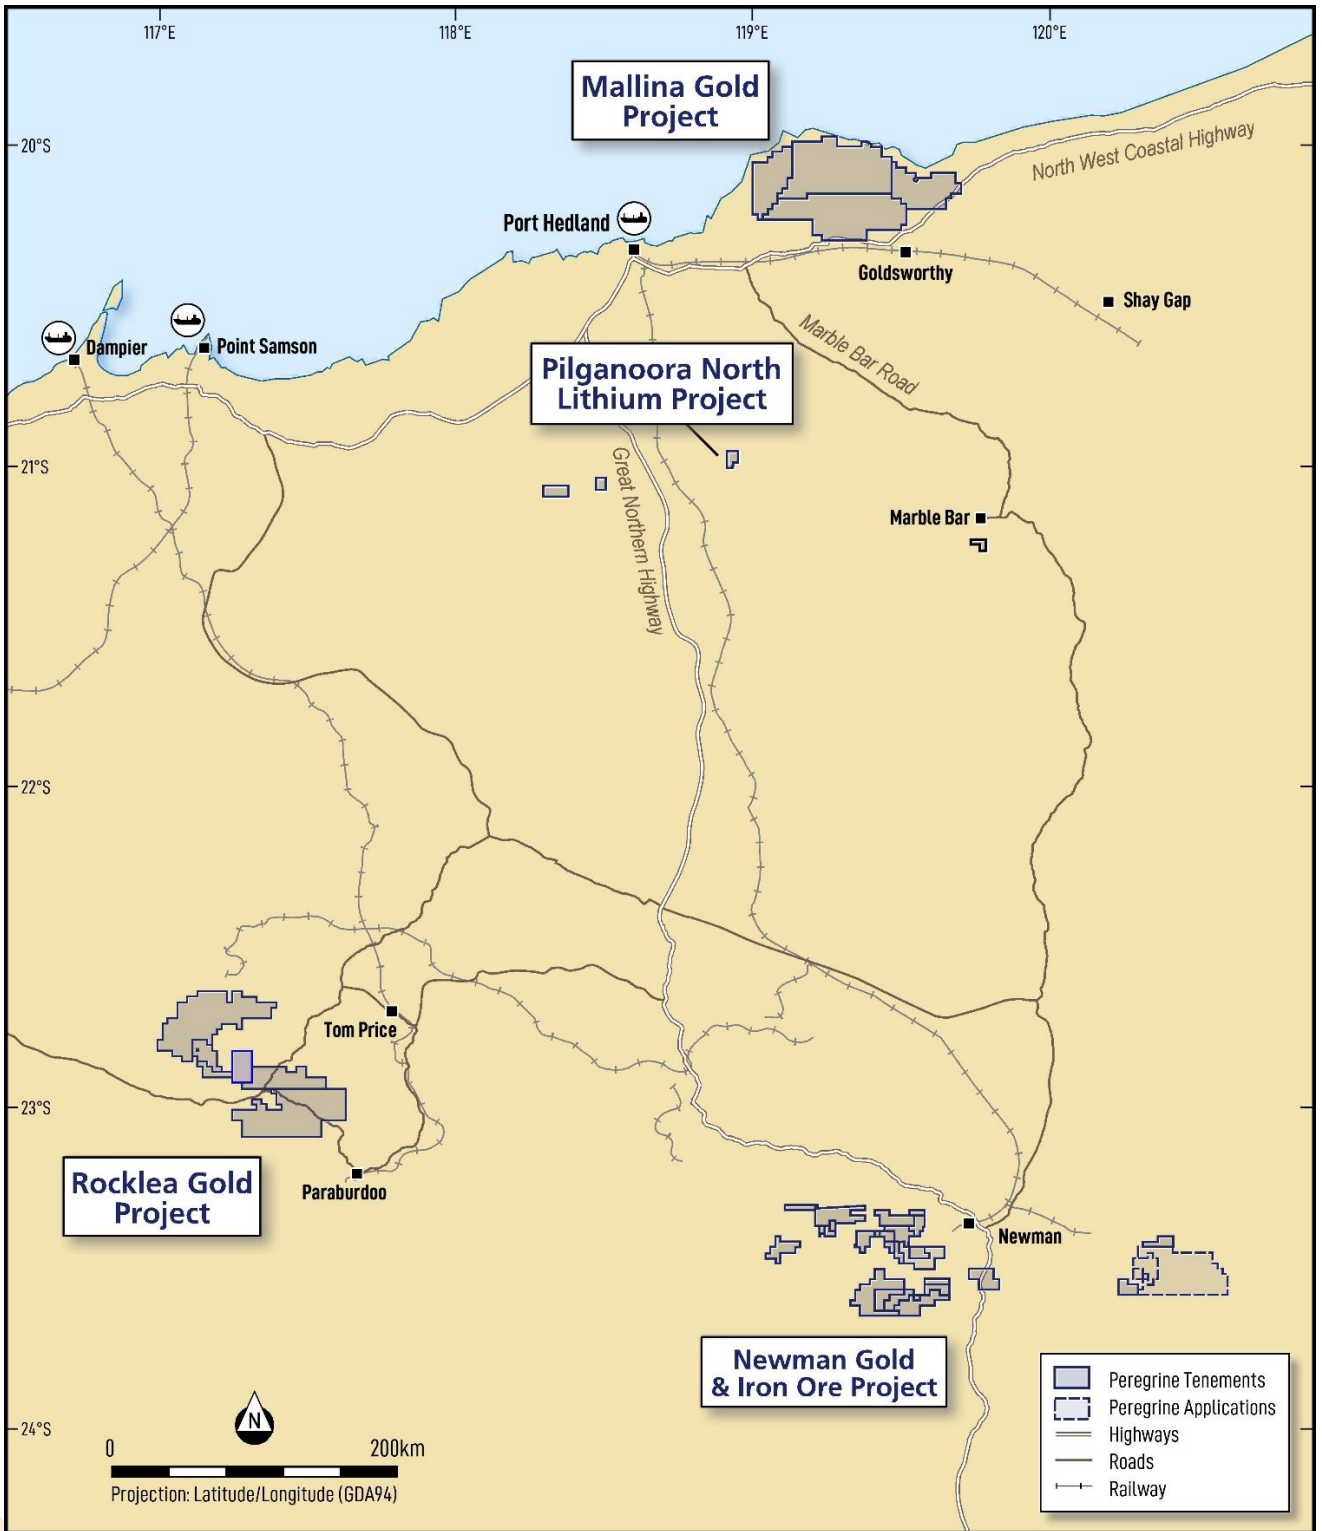 117°E
118°E
119°E
120°E
Mallina Gold
Project
20°S
North West Coastal Highway
Port Hedland
Goldsworthy
Shay Gap
Dampier
Point Samson
Marble Bar Road
Pilganoora North
Lithium Project
21°S
Great Northern Highway
Marble Bar
22°S
Tom Price
23°S
Rocklea Gold
Project
Paraburdoo
Newman
Newman Gold
& Iron Ore Project
Peregrine Tenements
Peregrine Applications
Highways
Roads
Railway
24°S
N
0 200km
Projection: Latitude/Longitude (GDA94)